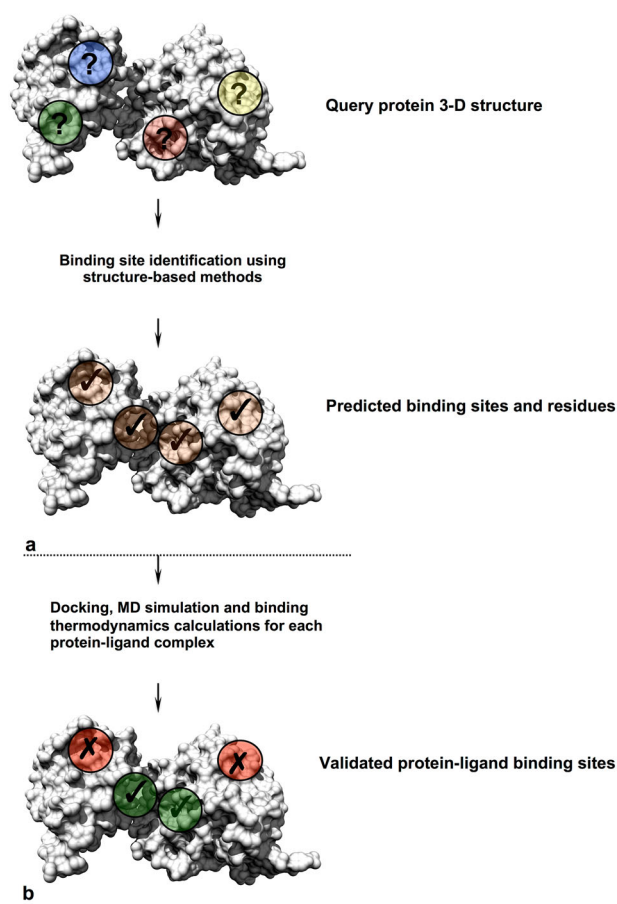 ? ? ? ?
Query protein 3-D structure
Binding site identification using
structure-based methods
✓ ✓ ✓ ✓
Predicted binding sites and residues
a
Docking, MD simulation and binding
thermodynamics calculations for each
protein-ligand complex
✗ ✗ ✓ ✓
Validated protein-ligand binding sites
b